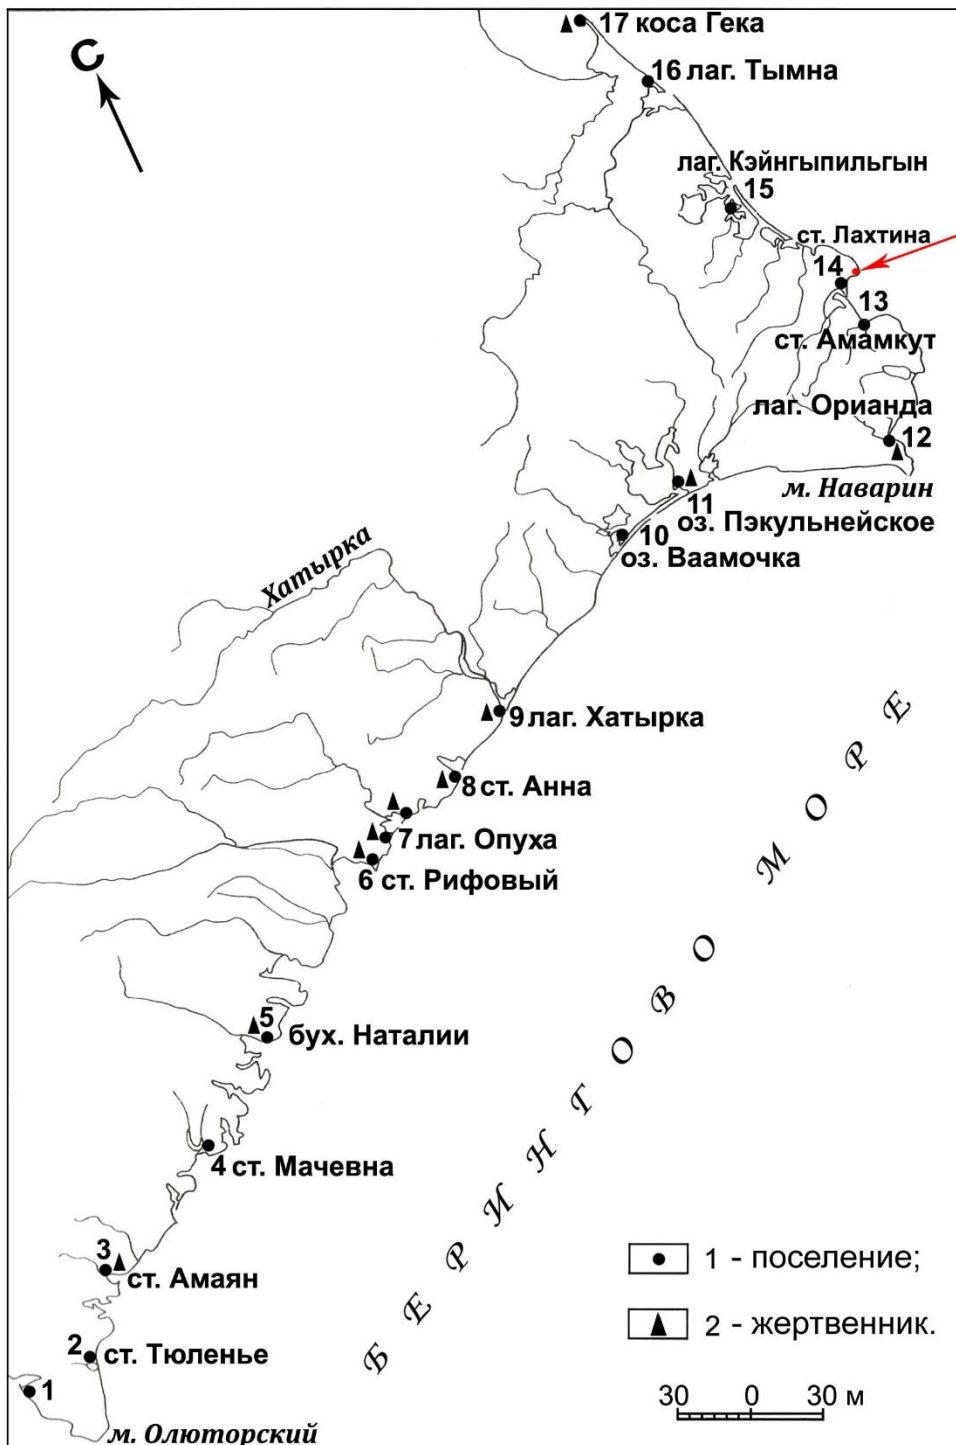 С
17 коса Гека
16 лаг. Тымна
лаг. Кэйнгыпильгын
15
ст. Лахтина
14
13
ст. Амамкут
лаг. Орианда
12
м. Наварин
11
оз. Пэкульнейское
10
оз. Ваамочка
Хатырка
9 лаг. Хатырка
8 ст. Анна
7 лаг. Опуха
6 ст. Рифовый
5
бух. Наталии
4 ст. Мачевна
3
ст. Амаян
2
ст. Тюленье
1
м. Олюторский
БЕРИНГОВО МОРЕ
1 - поселение;
2 - жертвенник.
30 0 30 м